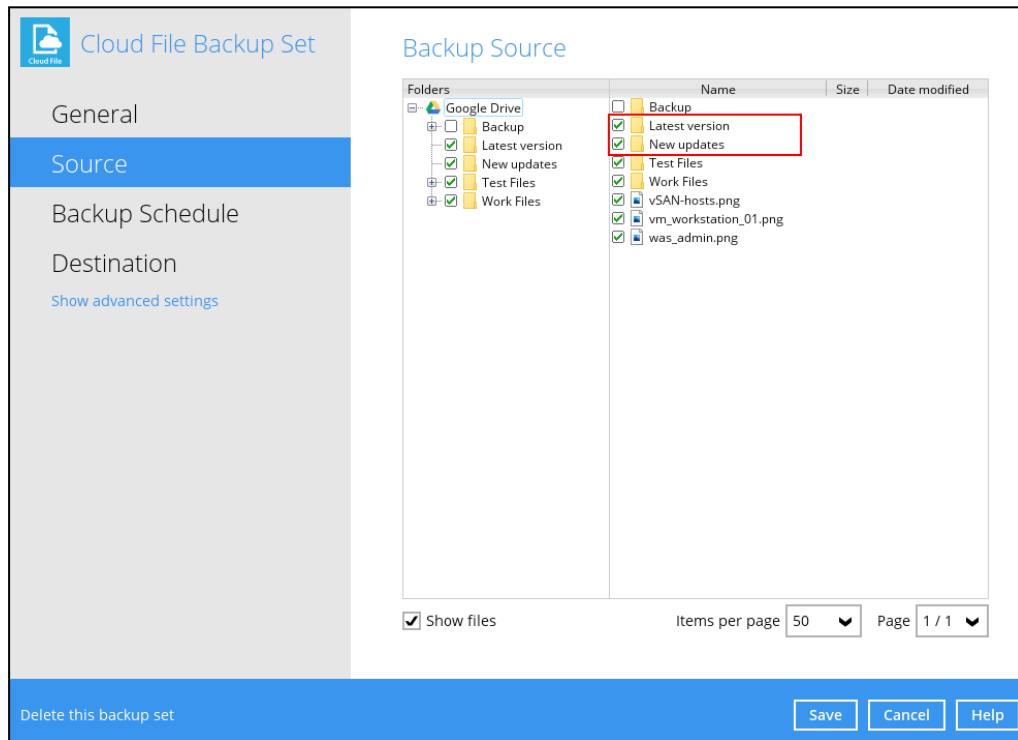 Cloud File Backup Set
Cloud File
General
Source
Backup Schedule
Destination
Show advanced settings
Backup Source
Folders
Google Drive
Backup
Latest version
New updates
Test Files
Work Files
Name Size Date modified
Backup
Latest version
New updates
Test Files
Work Files
vSAN-hosts.png
vm_workstation_01.png
was_admin.png
Show files
Items per page 50 Page 1 / 1
Delete this backup set
Save Cancel Help